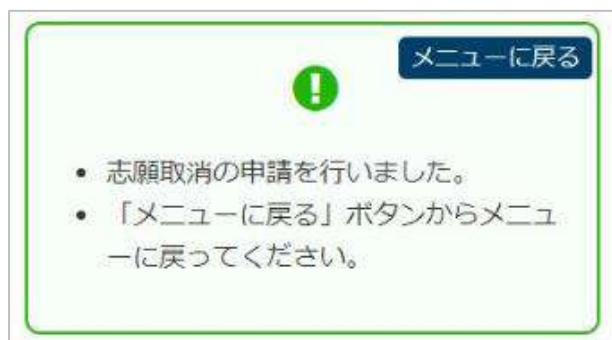 メニューに戻る
• 志願取消の申請を行いました。
• 「メニューに戻る」ボタンからメニュ
ーに戻ってください。